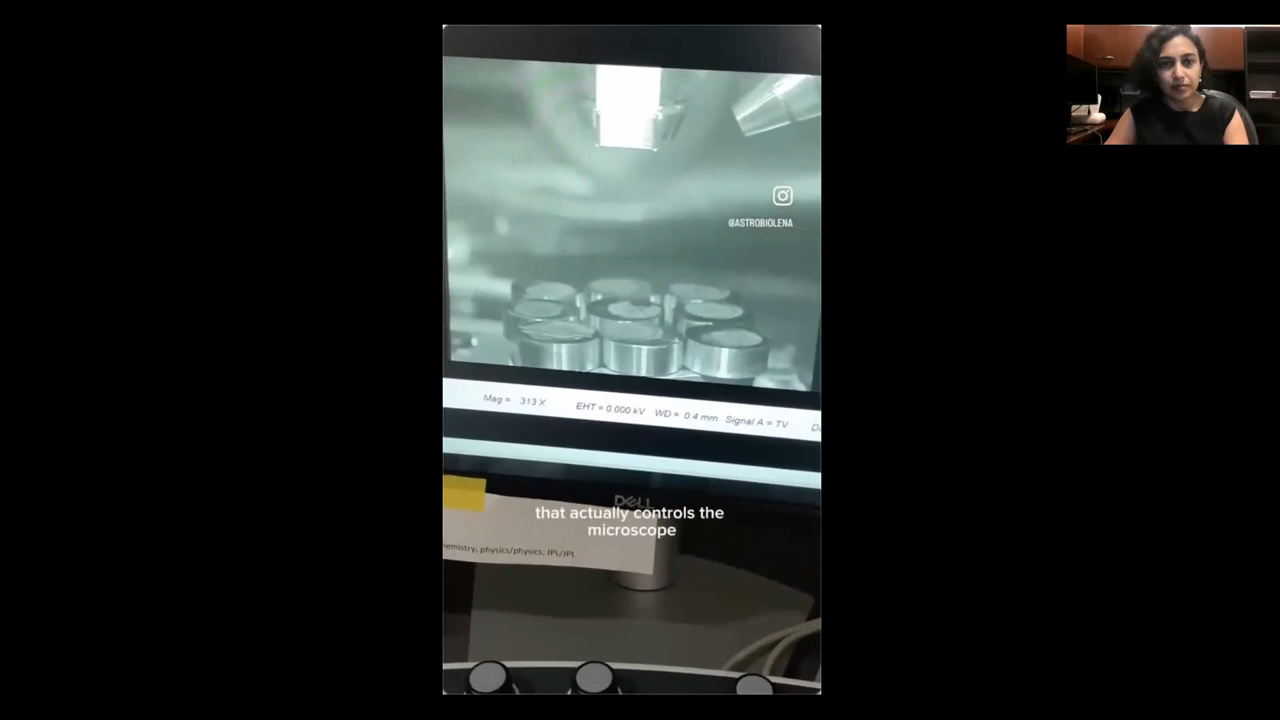 @ASTROBIOLENA
Mag = 313 X EHT = 0.000 kV WD = 0.4 mm Signal A = TV
DELL
that actually controls the
microscope
emistry, physics/physics, JPL/JPL